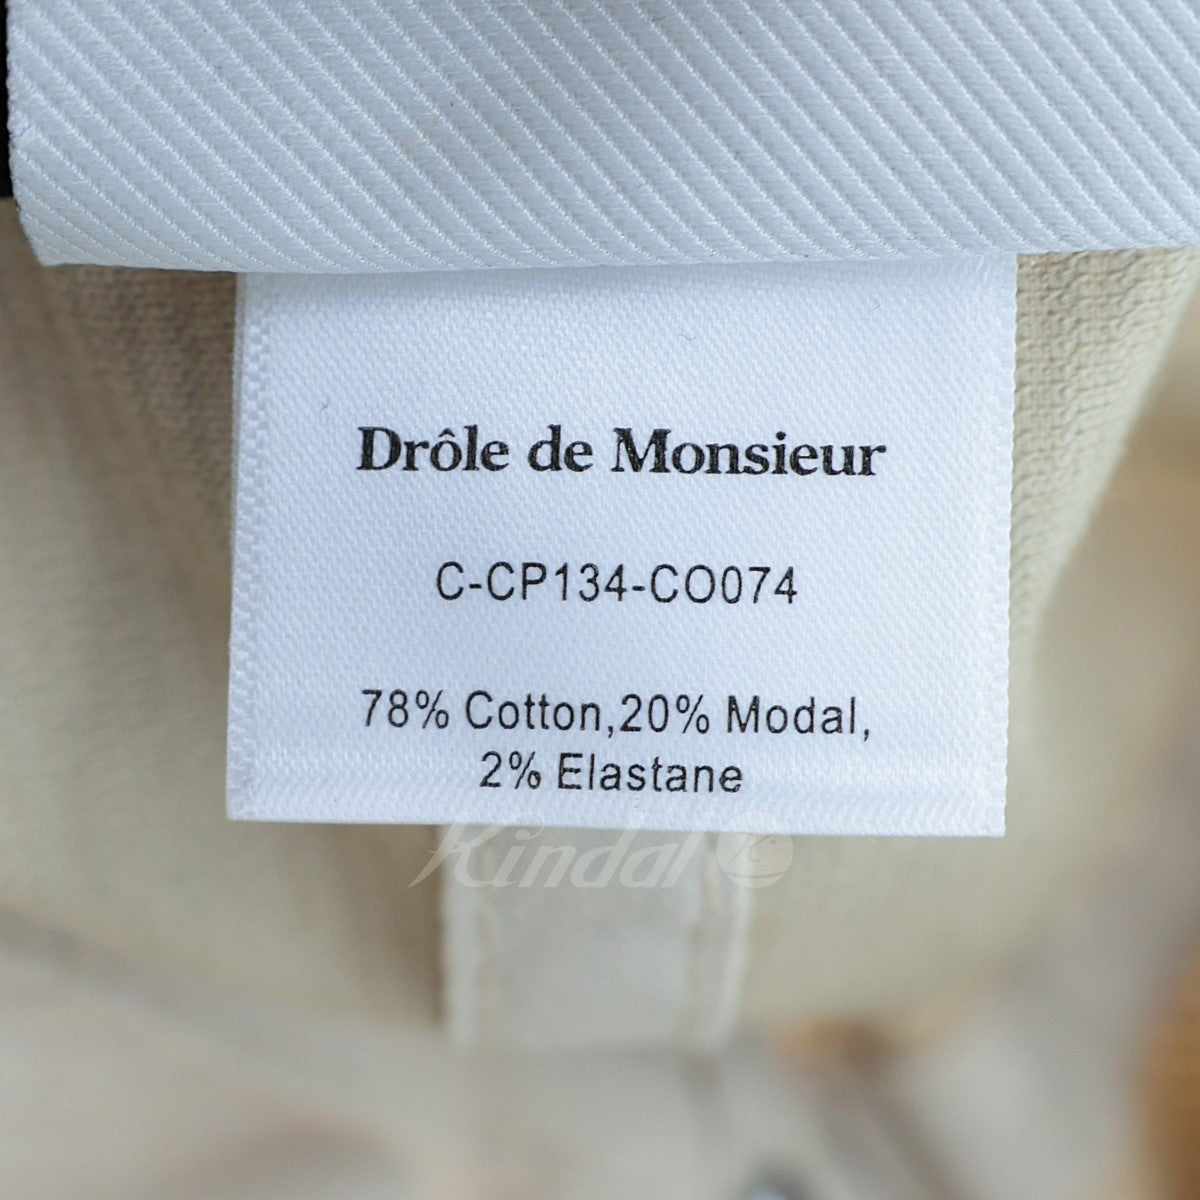 Drôle de Monsieur
C-CP134-CO074
78% Cotton,20% Modal,
2% Elastane
Kindal